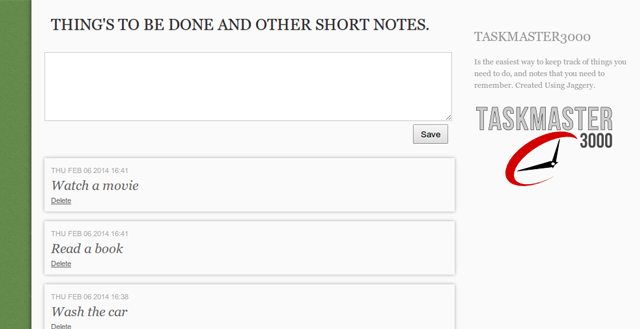 THING'S TO BE DONE AND OTHER SHORT NOTES.
Save
THU FEB 06 2014 16:41
Watch a movie
Delete
THU FEB 06 2014 16:41
Read a book
Delete
THU FEB 06 2014 16:38
Wash the car
Delete
TASKMASTER3000
Is the easiest way to keep track of things you
need to do, and notes that you need to
remember. Created Using Jaggery.
TASKMASTER
3000